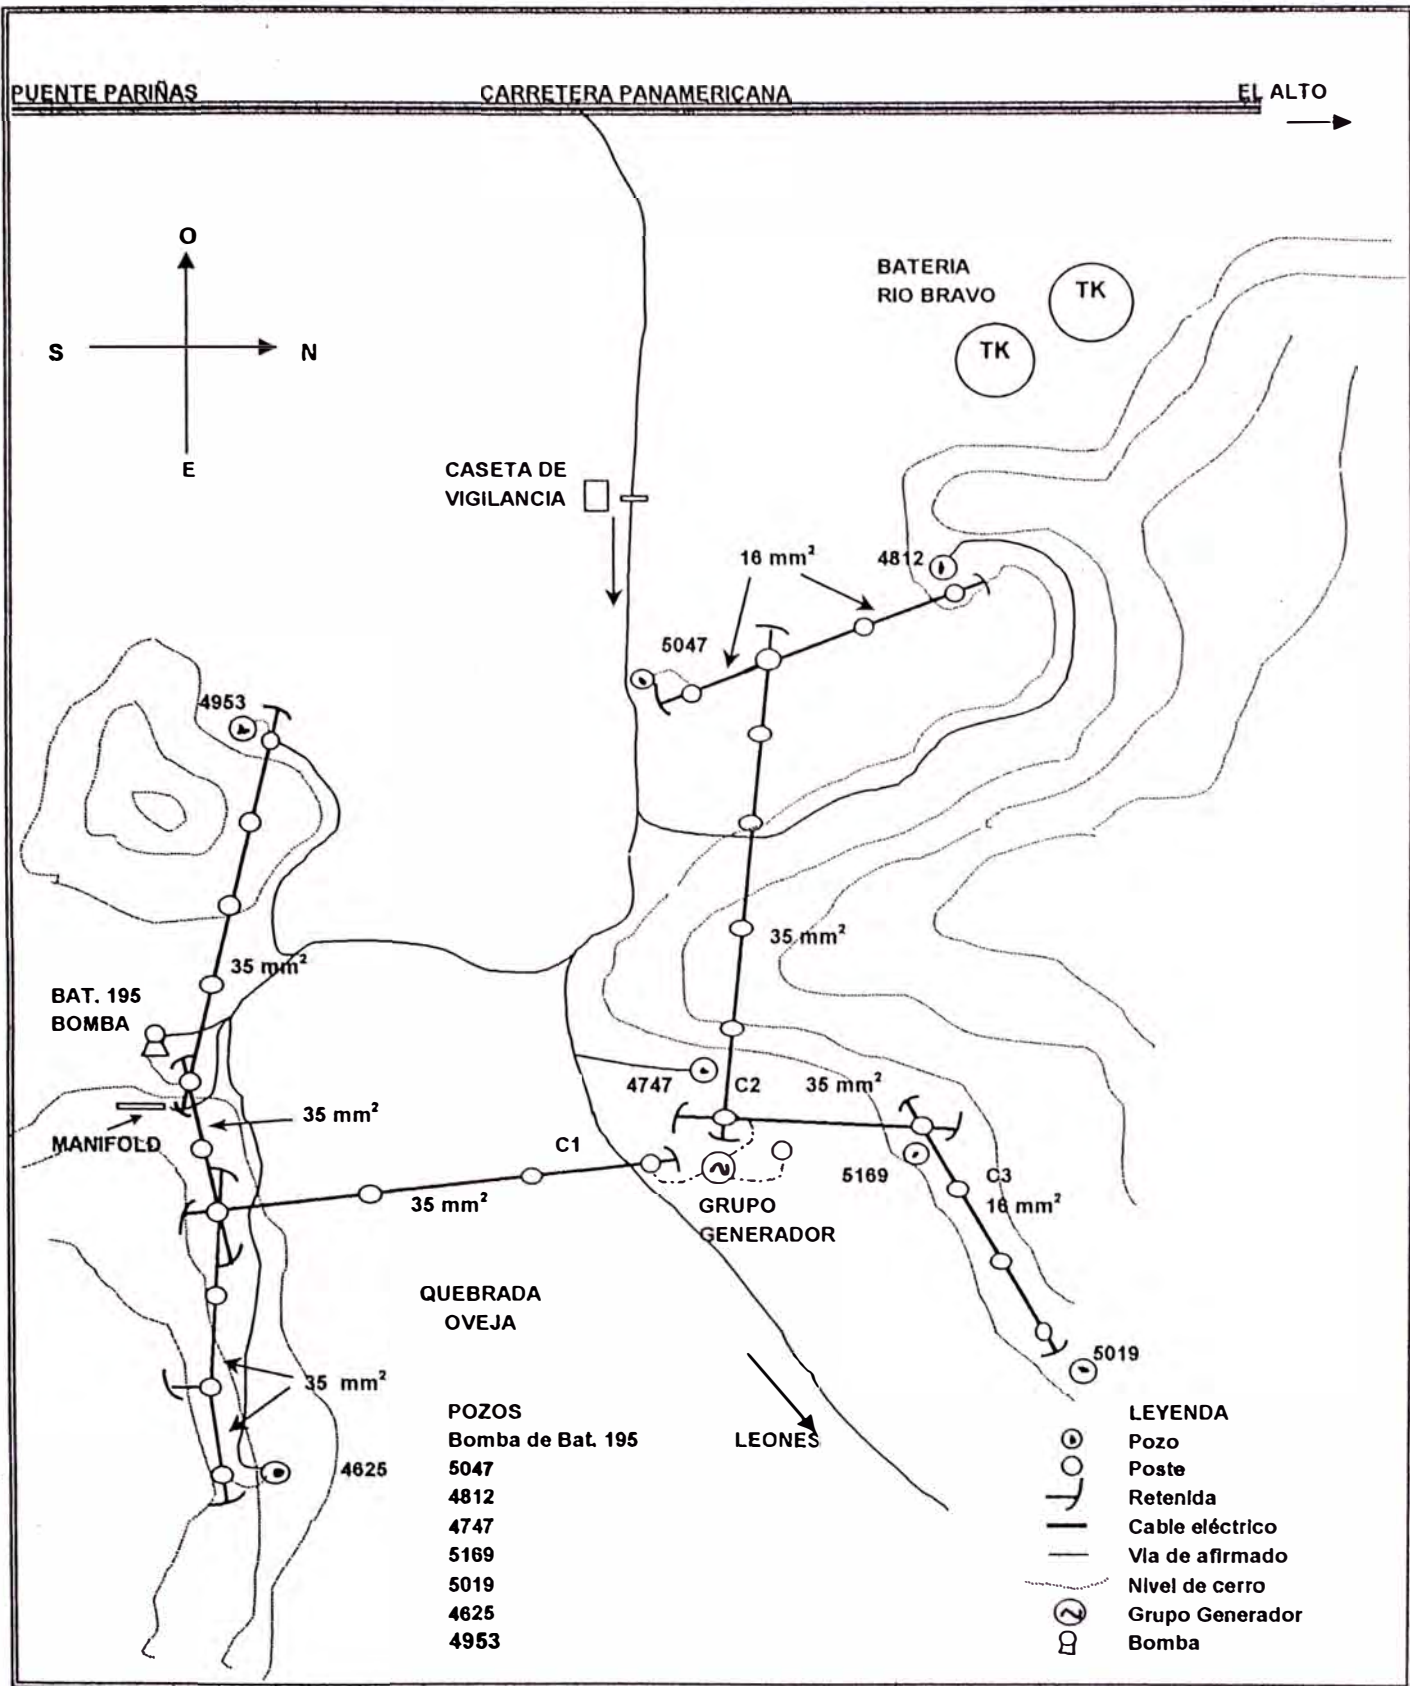 PUENTE PARIÑAS
CARRETERA PANAMERICANA
EL ALTO
O
S
N
E
BATERIA
RIO BRAVO
TK
TK
CASETA DE
VIGILANCIA
16 mm²
4812
5047
4953
35 mm²
35 mm²
BAT. 195
BOMBA
4747
C2
35 mm²
35 mm²
MANIFOLD
C1
5169
C3
35 mm²
16 mm²
GRUPO
GENERADOR
QUEBRADA
OVEJA
5019
35 mm²
4625
POZOS
Bomba de Bat. 195
5047
4812
4747
5169
5019
4625
4953
LEONES
LEYENDA
Pozo
Poste
Retenida
Cable eléctrico
Vía de afirmado
Nivel de cerro
Grupo Generador
Bomba